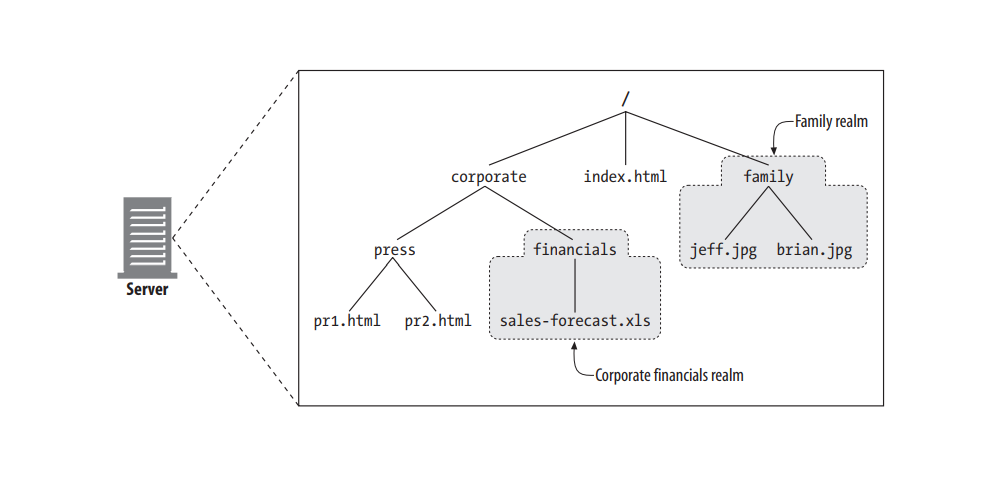 /
Family realm
corporate
index.html
family
press
financials
jeff.jpg
brian.jpg
Server
pr1.html
pr2.html
sales-forecast.xls
Corporate financials realm